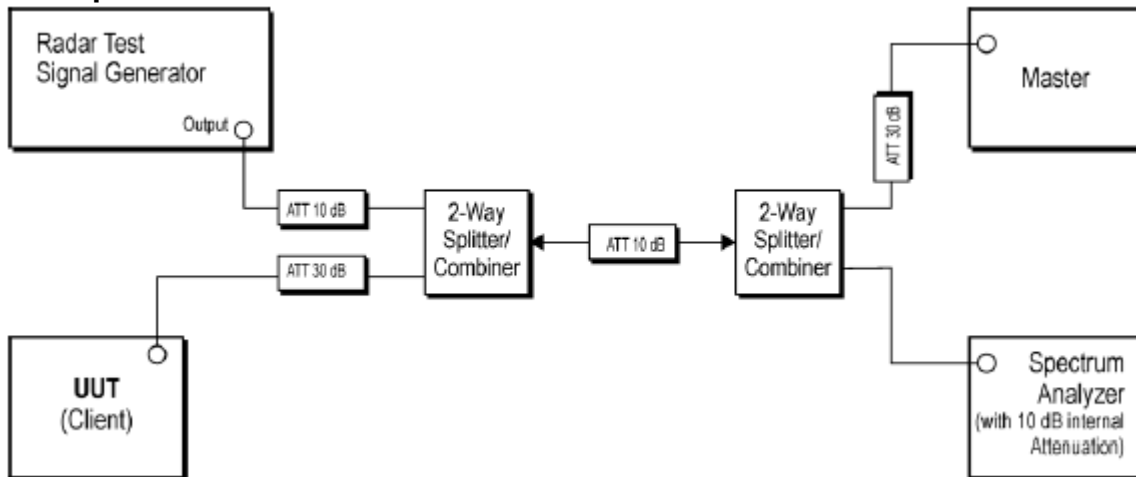 Radar Test
Signal Generator
Output
Master
ATT 30 dB
ATT 10 dB
2-Way
Splitter/
Combiner
ATT 10 dB
2-Way
Splitter/
Combiner
ATT 30 dB
UUT
(Client)
Spectrum
Analyzer
(with 10 dB internal
Attenuation)